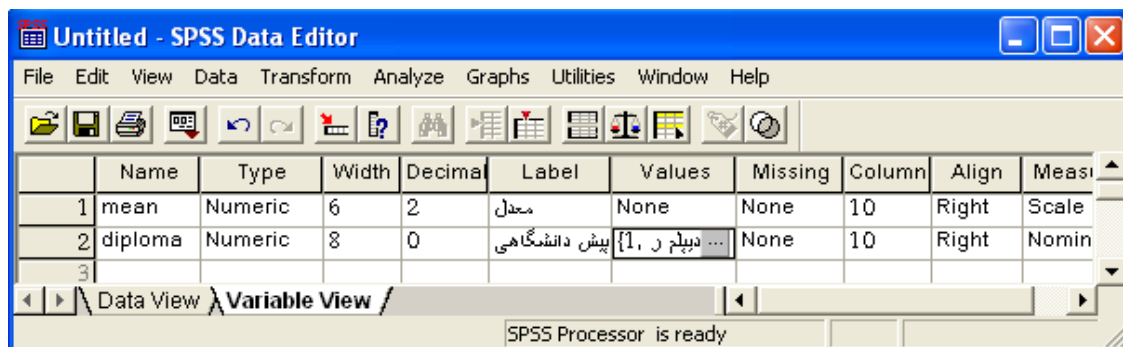 SPSS
Untitled - SPSS Data Editor
File Edit View Data Transform Analyze Graphs Utilities Window Help
Name Type Width Decimal Label Values Missing Column Align Measu
1 mean Numeric 6 2 معدل None None 10 Right Scale
2 diploma Numeric 8 0 پیش دانشگاهی {1, دیپلم ر ... None 10 Right Nomin
3
Data View Variable View
SPSS Processor is ready